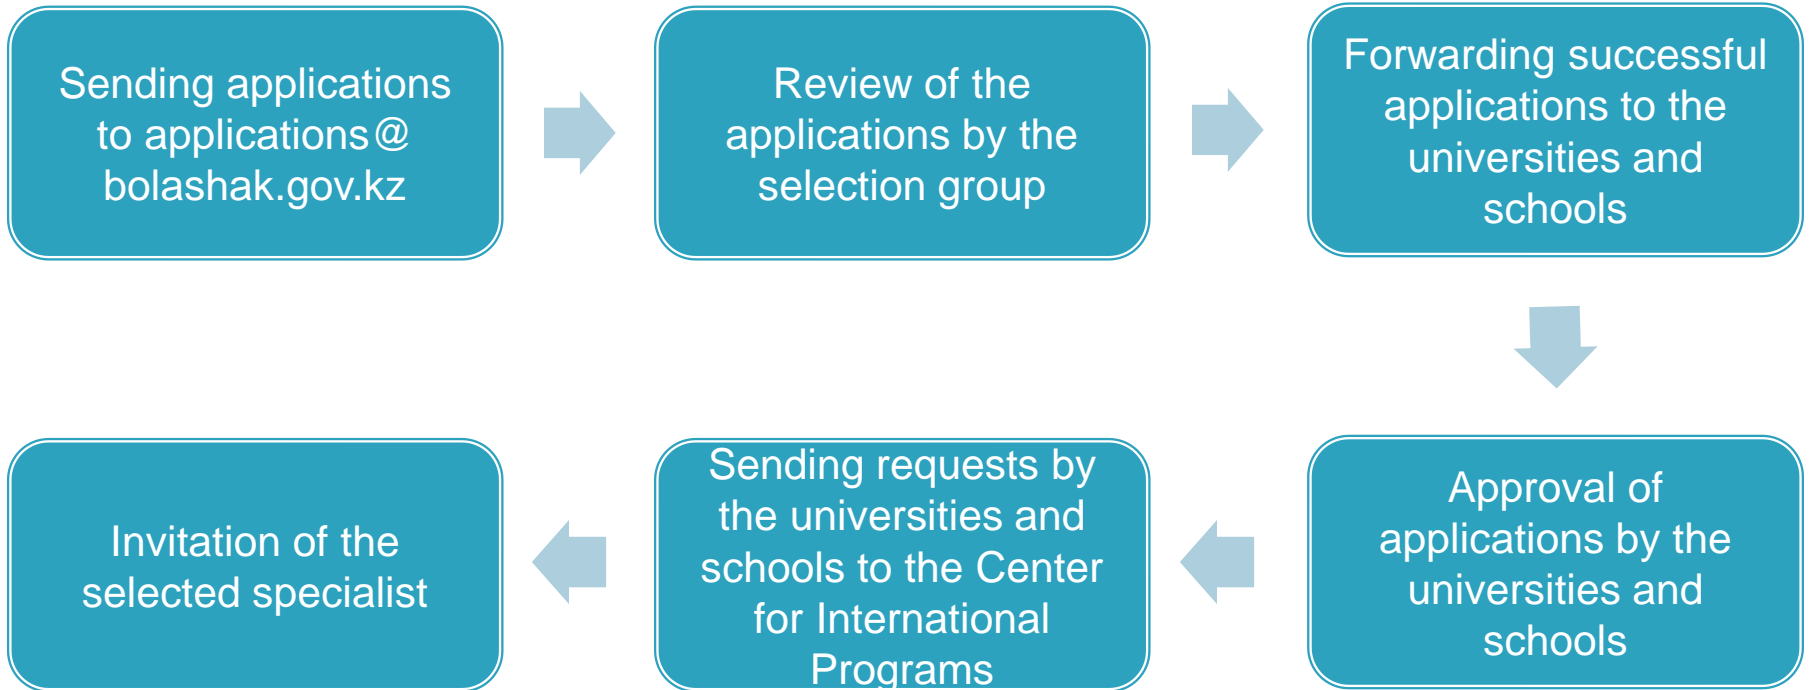 Sending applications
to applications@
bolashak.gov.kz
Review of the
applications by the
selection group
Forwarding successful
applications to the
universities and
schools
Approval of
applications by the
universities and
schools
Sending requests by
the universities and
schools to the Center
for International
Programs
Invitation of the
selected specialist